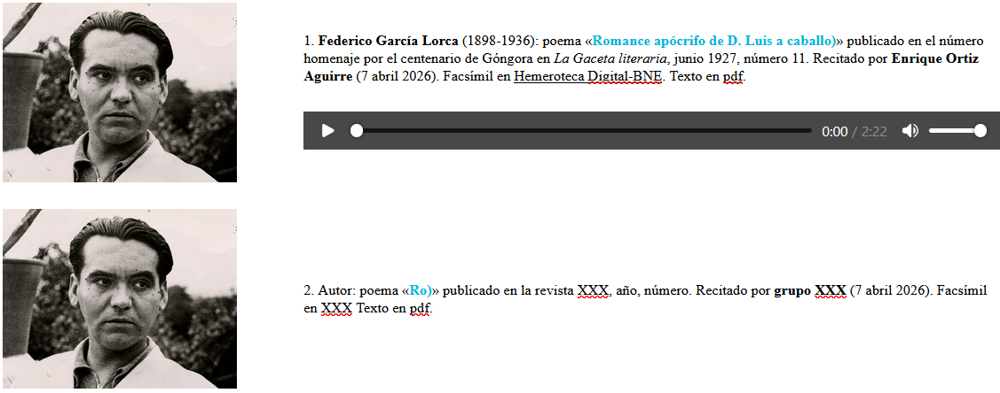 1. Federico García Lorca (1898-1936): poema «Romance apócrifo de D. Luis a caballo)» publicado en el número
homenaje por el centenario de Góngora en La Gaceta literaria, junio 1927, número 11. Recitado por Enrique Ortiz
Aguirre (7 abril 2026). Facsímil en Hemeroteca Digital-BNE. Texto en pdf.
0:00 / 2:22
2. Autor: poema «Ro)» publicado en la revista XXX, año, número. Recitado por grupo XXX (7 abril 2026). Facsímil
en XXX Texto en pdf.